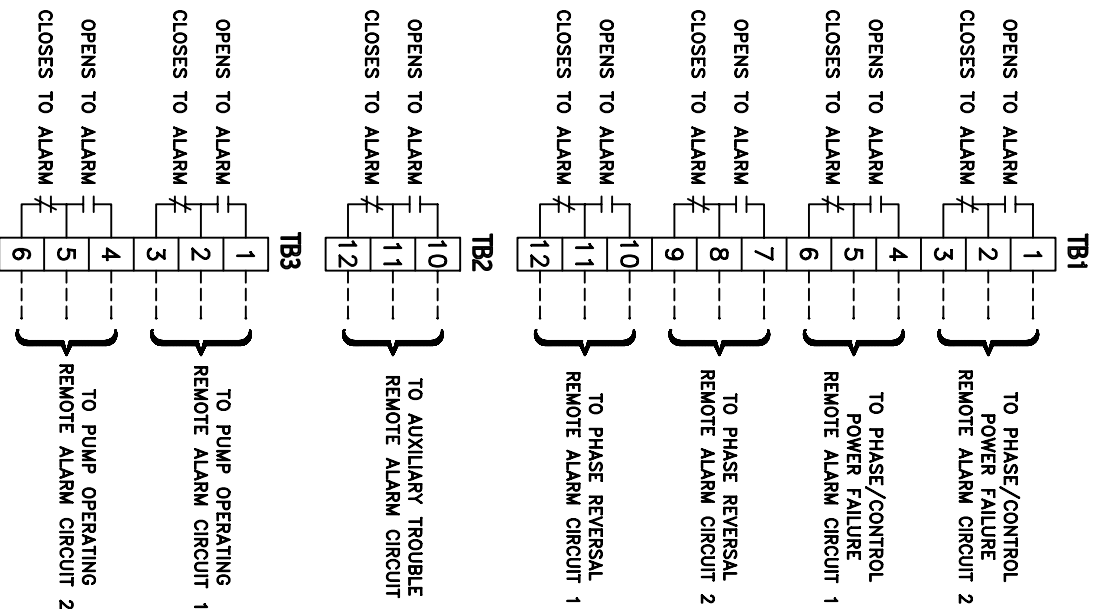 TB1
OPENS TO ALARM
CLOSES TO ALARM
1
2
3
TO PHASE/CONTROL
POWER FAILURE
REMOTE ALARM CIRCUIT 2
OPENS TO ALARM
CLOSES TO ALARM
4
5
6
TO PHASE/CONTROL
POWER FAILURE
REMOTE ALARM CIRCUIT 1
OPENS TO ALARM
CLOSES TO ALARM
7
8
9
TO PHASE REVERSAL
REMOTE ALARM CIRCUIT 2
OPENS TO ALARM
CLOSES TO ALARM
10
11
12
TO PHASE REVERSAL
REMOTE ALARM CIRCUIT 1
TB2
OPENS TO ALARM
CLOSES TO ALARM
10
11
12
TO AUXILIARY TROUBLE
REMOTE ALARM CIRCUIT
TB3
OPENS TO ALARM
CLOSES TO ALARM
1
2
3
TO PUMP OPERATING
REMOTE ALARM CIRCUIT 1
OPENS TO ALARM
CLOSES TO ALARM
4
5
6
TO PUMP OPERATING
REMOTE ALARM CIRCUIT 2